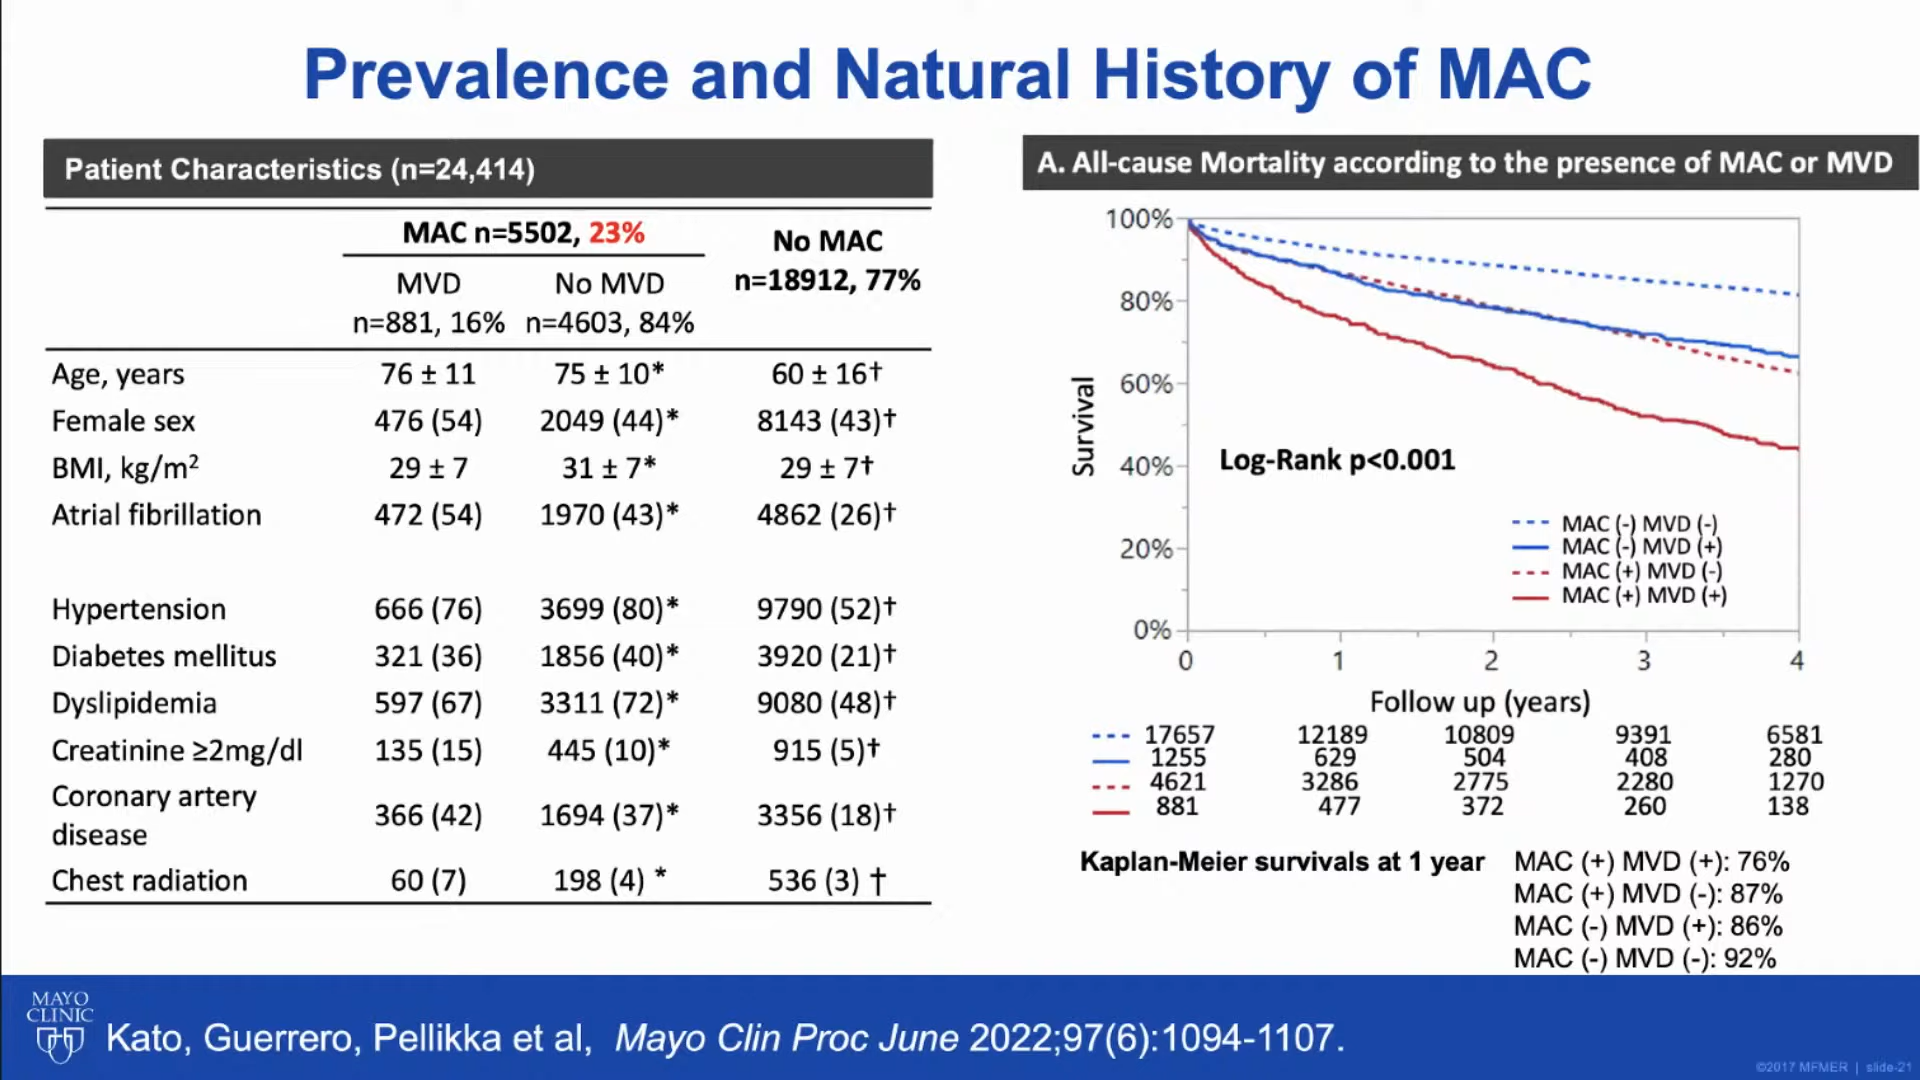 Prevalence and Natural History of MAC
Patient Characteristics (n=24,414)
MAC n=5502, 23%
No MAC
n=18912, 77%
MVD
n=881, 16%
No MVD
n=4603, 84%
Age, years 76 ± 11 75 ± 10* 60 ± 16†
Female sex 476 (54) 2049 (44)* 8143 (43)†
BMI, kg/m² 29 ± 7 31 ± 7* 29 ± 7†
Atrial fibrillation 472 (54) 1970 (43)* 4862 (26)†
Hypertension 666 (76) 3699 (80)* 9790 (52)†
Diabetes mellitus 321 (36) 1856 (40)* 3920 (21)†
Dyslipidemia 597 (67) 3311 (72)* 9080 (48)†
Creatinine ≥2mg/dl 135 (15) 445 (10)* 915 (5)†
Coronary artery
disease 366 (42) 1694 (37)* 3356 (18)†
Chest radiation 60 (7) 198 (4) * 536 (3) †
A. All-cause Mortality according to the presence of MAC or MVD
100%
80%
60%
40%
20%
0%
Survival
Log-Rank p<0.001
MAC (-) MVD (-)
MAC (-) MVD (+)
MAC (+) MVD (-)
MAC (+) MVD (+)
0 1 2 3 4
Follow up (years)
17657 12189 10809 9391 6581
1255 629 504 408 280
4621 3286 2775 2280 1270
881 477 372 260 138
Kaplan-Meier survivals at 1 year MAC (+) MVD (+): 76%
MAC (+) MVD (-): 87%
MAC (-) MVD (+): 86%
MAC (-) MVD (-): 92%
MAYO
CLINIC
Kato, Guerrero, Pellikka et al, Mayo Clin Proc June 2022;97(6):1094-1107.
©2017 MFMER | slide-21